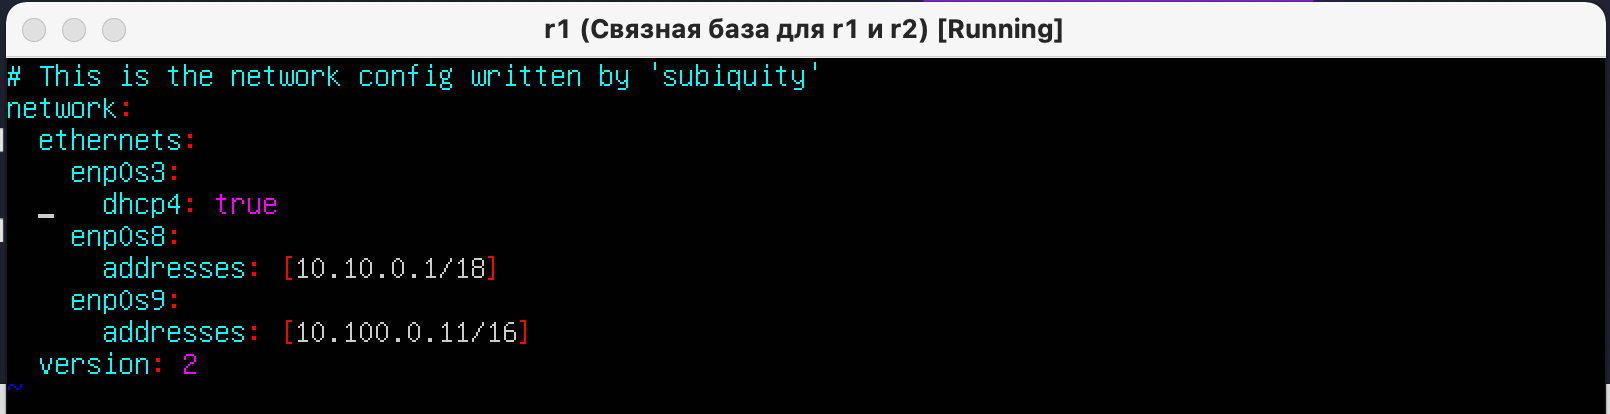 r1 (Связная база для r1 и r2) [Running]
# This is the network config written by 'subiquity'
network:
  ethernets:
    enp0s3:
      dhcp4: true
    enp0s8:
      addresses: [10.10.0.1/18]
    enp0s9:
      addresses: [10.100.0.11/16]
  version: 2
~